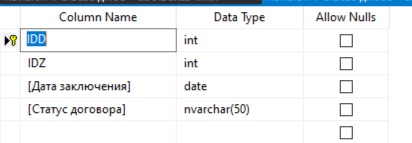 Column Name Data Type Allow Nulls
IDD int
IDZ int
[Дата заключения] date
[Статус договора] nvarchar(50)